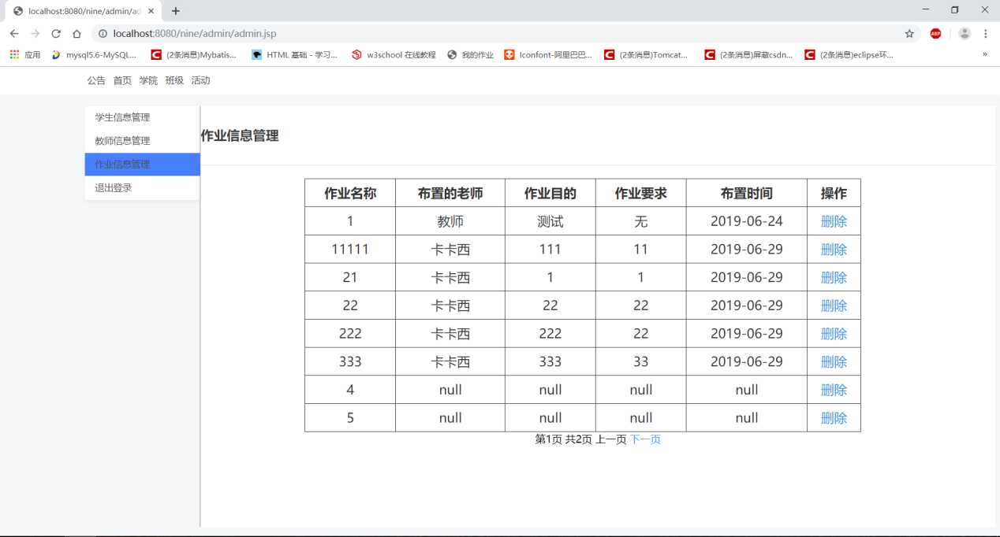 localhost:8080/nine/admin/ad
localhost:8080/nine/admin/admin.jsp
ABP
应用 mysql5.6-MySQL... (2条消息)Mybatis... HTML 基础 - 学习... w3school 在线教程 我的作业 Iconfont-阿里巴巴... (2条消息)Tomcat... (2条消息)屏蔽csdn... (2条消息)eclipse环... »
公告 首页 学院 班级 活动
学生信息管理
教师信息管理
作业信息管理
退出登录
作业信息管理
作业名称 布置的老师 作业目的 作业要求 布置时间 操作
1 教师 测试 无 2019-06-24 删除
11111 卡卡西 111 11 2019-06-29 删除
21 卡卡西 1 1 2019-06-29 删除
22 卡卡西 22 22 2019-06-29 删除
222 卡卡西 222 22 2019-06-29 删除
333 卡卡西 333 33 2019-06-29 删除
4 null null null null 删除
5 null null null null 删除
第1页 共2页 上一页 下一页